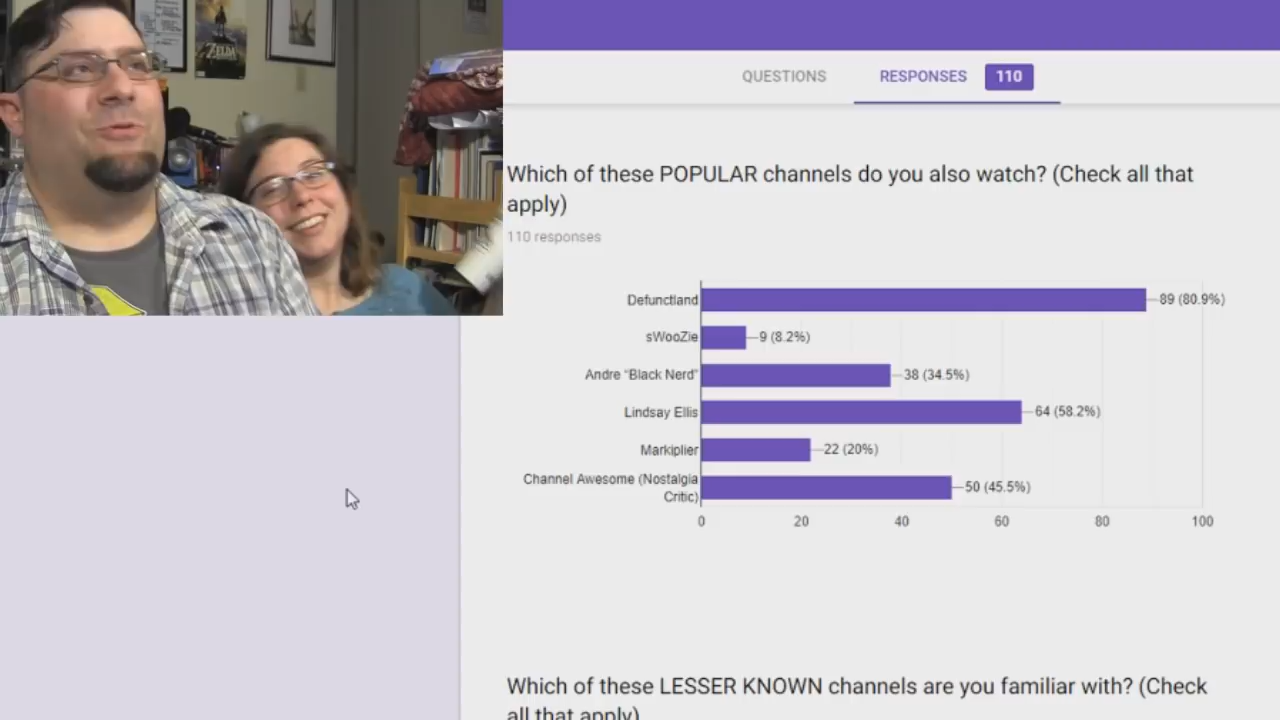 ZELDA
QUESTIONS
RESPONSES 110
Which of these POPULAR channels do you also watch? (Check all that
apply)
110 responses
Defunctland 89 (80.9%)
sWooZie 9 (8.2%)
Andre “Black Nerd” 38 (34.5%)
Lindsay Ellis 64 (58.2%)
Markiplier 22 (20%)
Channel Awesome (Nostalgia
Critic) 50 (45.5%)
0 20 40 60 80 100
Which of these LESSER KNOWN channels are you familiar with? (Check
all that apply)